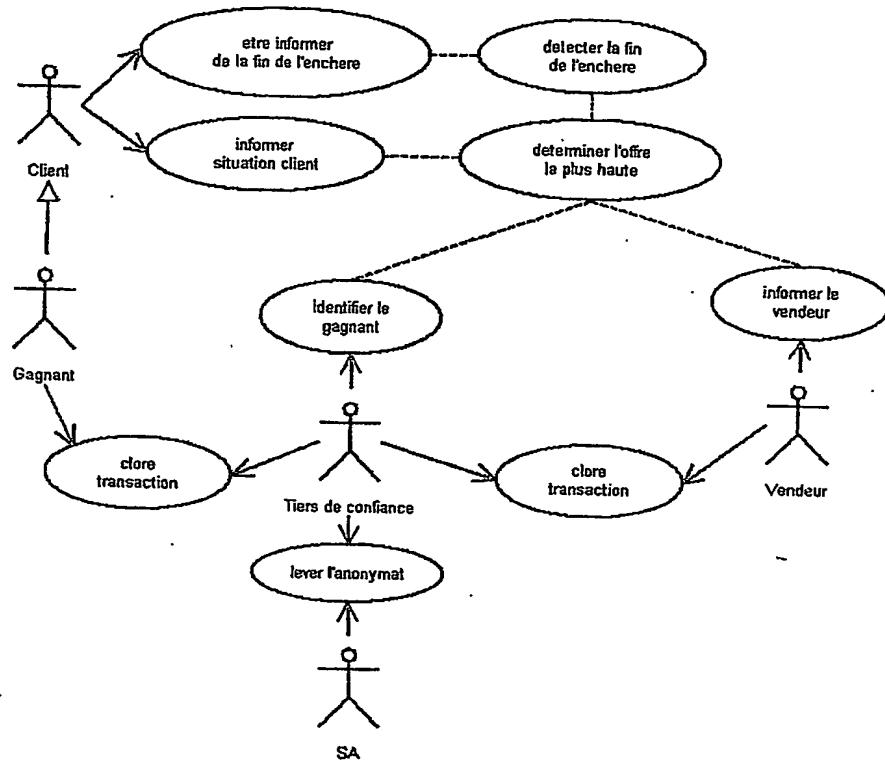 etre informer
de la fin de l'enchere
detecter la fin
de l'enchere
informer
situation client
determiner l'offre
la plus haute
Client
identifier le
gagnant
informer le
vendeur
Gagnant
clore
transaction
Tiers de confiance
clore
transaction
Vendeur
lever l'anonymat
SA